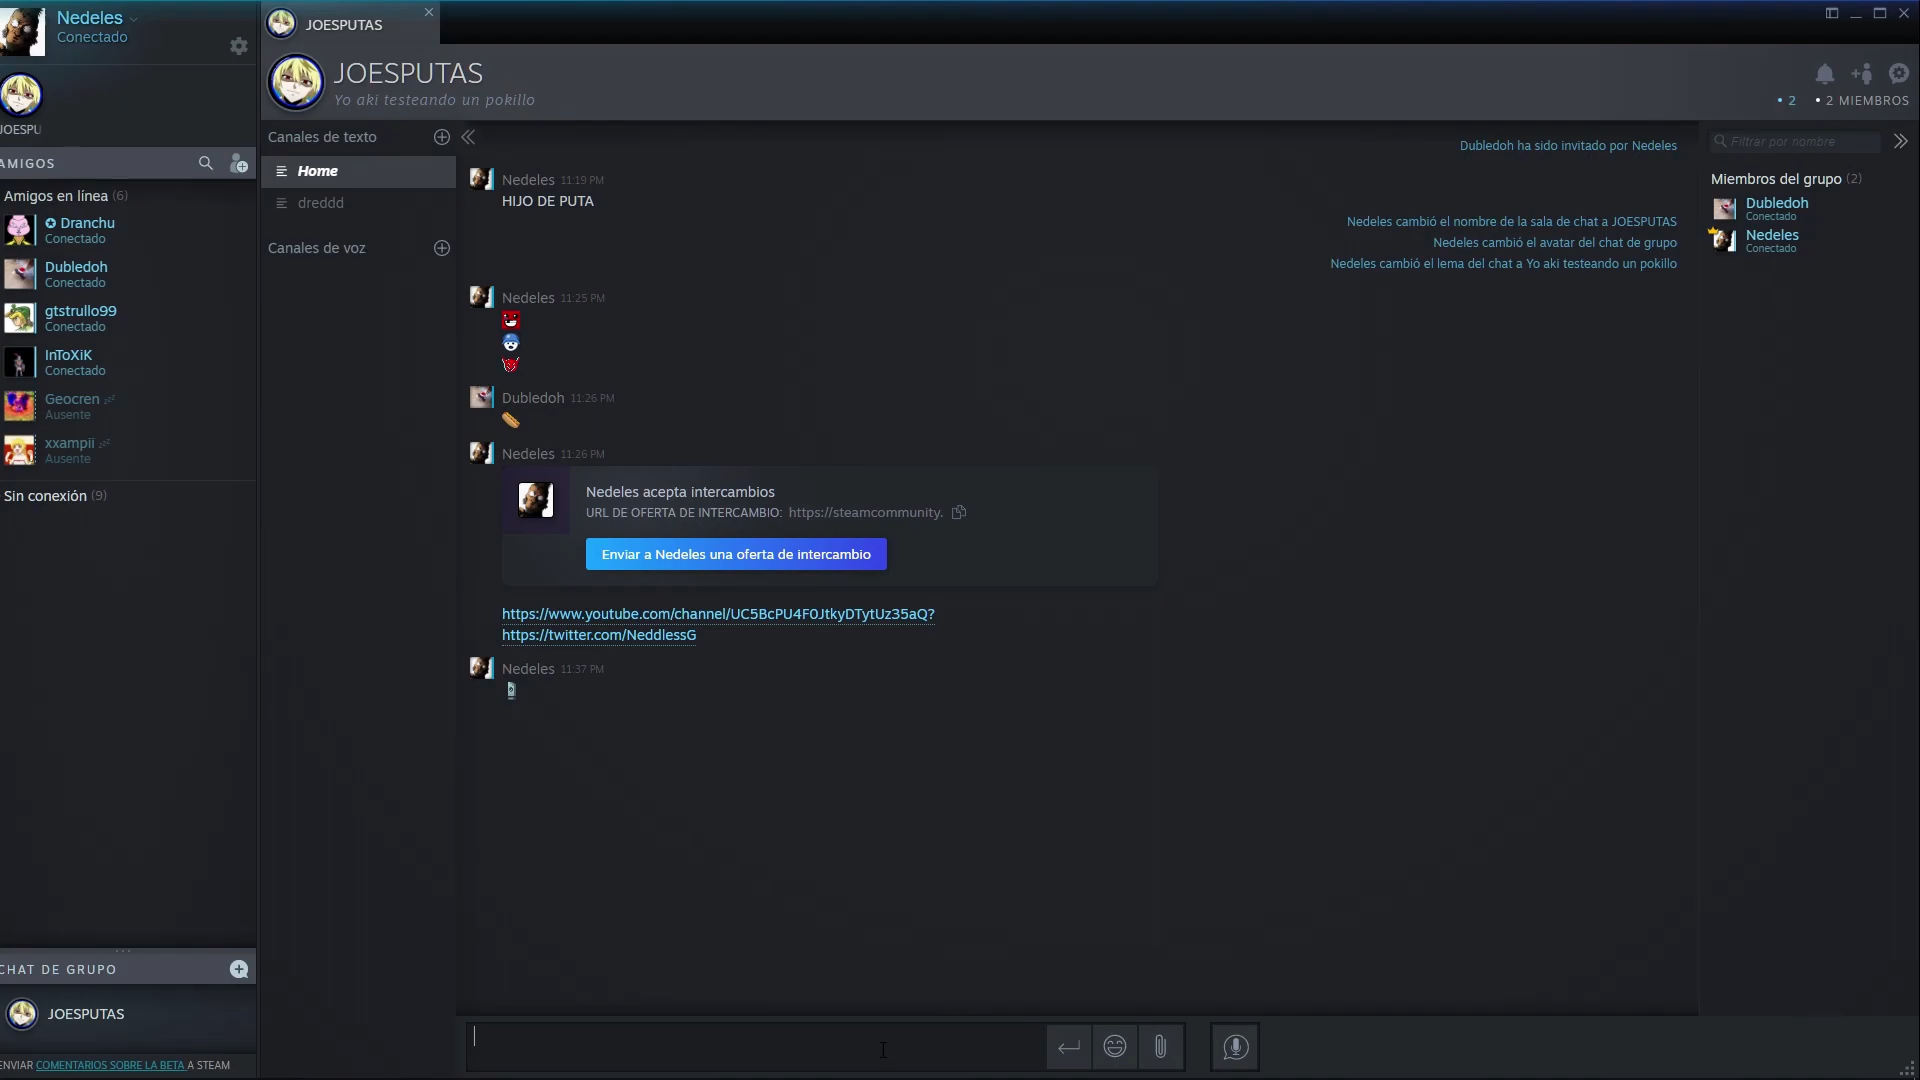 Nedeles
Conectado
JOESPU
AMIGOS
Amigos en línea (6)
Dranchu
Conectado
Dubledoh
Conectado
gtstrullo99
Conectado
InToXiK
Conectado
Geocren zzz
Ausente
xxampii zzz
Ausente
Sin conexión (9)
CHAT DE GRUPO
JOESPUTAS
ENVIAR COMENTARIOS SOBRE LA BETA A STEAM
JOESPUTAS
JOESPUTAS
Yo aki testeando un pokillo
• 2 • 2 MIEMBROS
Canales de texto
Home
dreddd
Canales de voz
Dubledoh ha sido invitado por Nedeles
Nedeles 11:19 PM
HIJO DE PUTA
Nedeles cambió el nombre de la sala de chat a JOESPUTAS
Nedeles cambió el avatar del chat de grupo
Nedeles cambió el lema del chat a Yo aki testeando un pokillo
Nedeles 11:25 PM
Dubledoh 11:26 PM
Nedeles 11:26 PM
Nedeles acepta intercambios
URL DE OFERTA DE INTERCAMBIO: https://steamcommunity.
Enviar a Nedeles una oferta de intercambio
https://www.youtube.com/channel/UC5BcPU4F0JtkyDTytUz35aQ?
https://twitter.com/NeddlessG
Nedeles 11:37 PM
Filtrar por nombre
Miembros del grupo (2)
Dubledoh
Conectado
Nedeles
Conectado